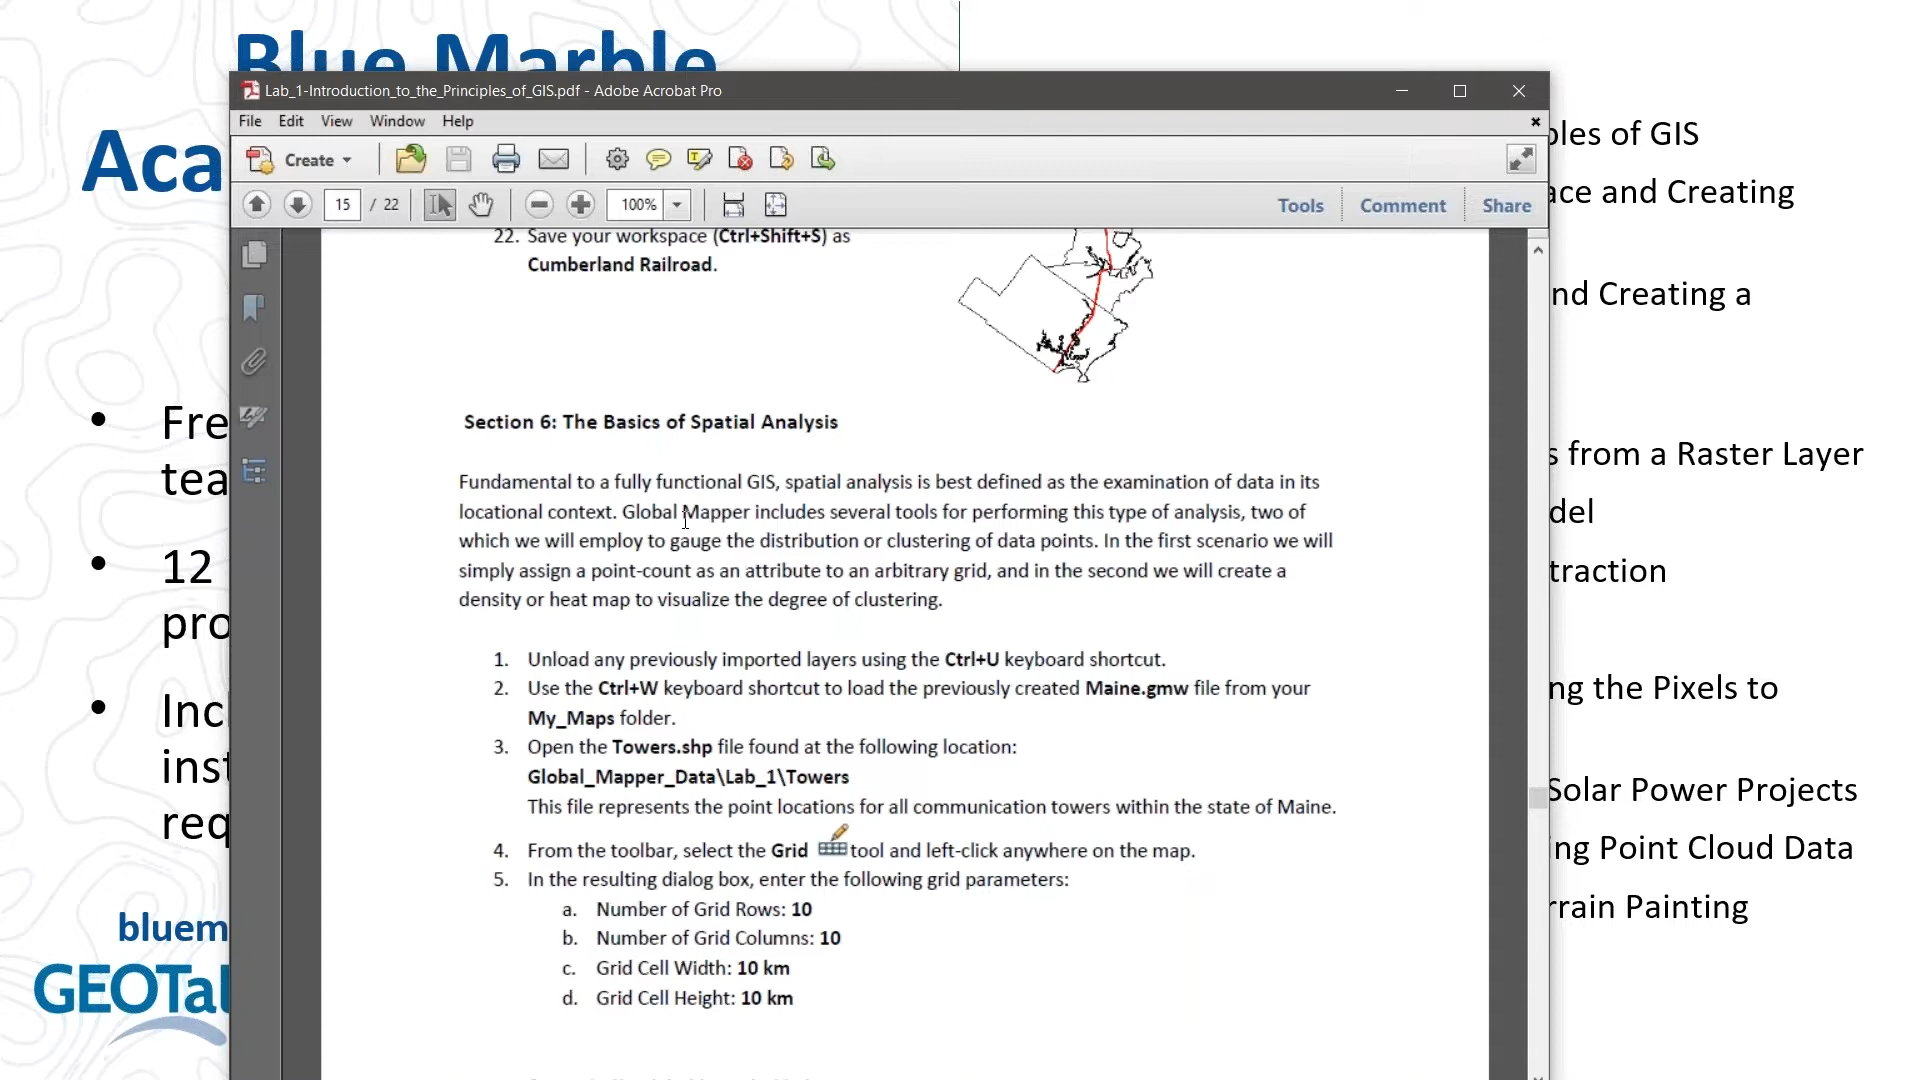 Blue Marble
Aca
Fre
tea
12
pro
Incl
inst
req
bluem
GEOTal
Lab_1-Introduction_to_the_Principles_of_GIS.pdf - Adobe Acrobat Pro
File Edit View Window Help
Create
15 / 22 100% Tools Comment Share
22. Save your workspace (Ctrl+Shift+S) as
Cumberland Railroad.
Section 6: The Basics of Spatial Analysis
Fundamental to a fully functional GIS, spatial analysis is best defined as the examination of data in its
locational context. Global Mapper includes several tools for performing this type of analysis, two of
which we will employ to gauge the distribution or clustering of data points. In the first scenario we will
simply assign a point-count as an attribute to an arbitrary grid, and in the second we will create a
density or heat map to visualize the degree of clustering.
1. Unload any previously imported layers using the Ctrl+U keyboard shortcut.
2. Use the Ctrl+W keyboard shortcut to load the previously created Maine.gmw file from your
My_Maps folder.
3. Open the Towers.shp file found at the following location:
Global_Mapper_Data\Lab_1\Towers
This file represents the point locations for all communication towers within the state of Maine.
4. From the toolbar, select the Grid tool and left-click anywhere on the map.
5. In the resulting dialog box, enter the following grid parameters:
a. Number of Grid Rows: 10
b. Number of Grid Columns: 10
c. Grid Cell Width: 10 km
d. Grid Cell Height: 10 km
ples of GIS
ace and Creating
nd Creating a
s from a Raster Layer
del
traction
ng the Pixels to
Solar Power Projects
ing Point Cloud Data
rrain Painting